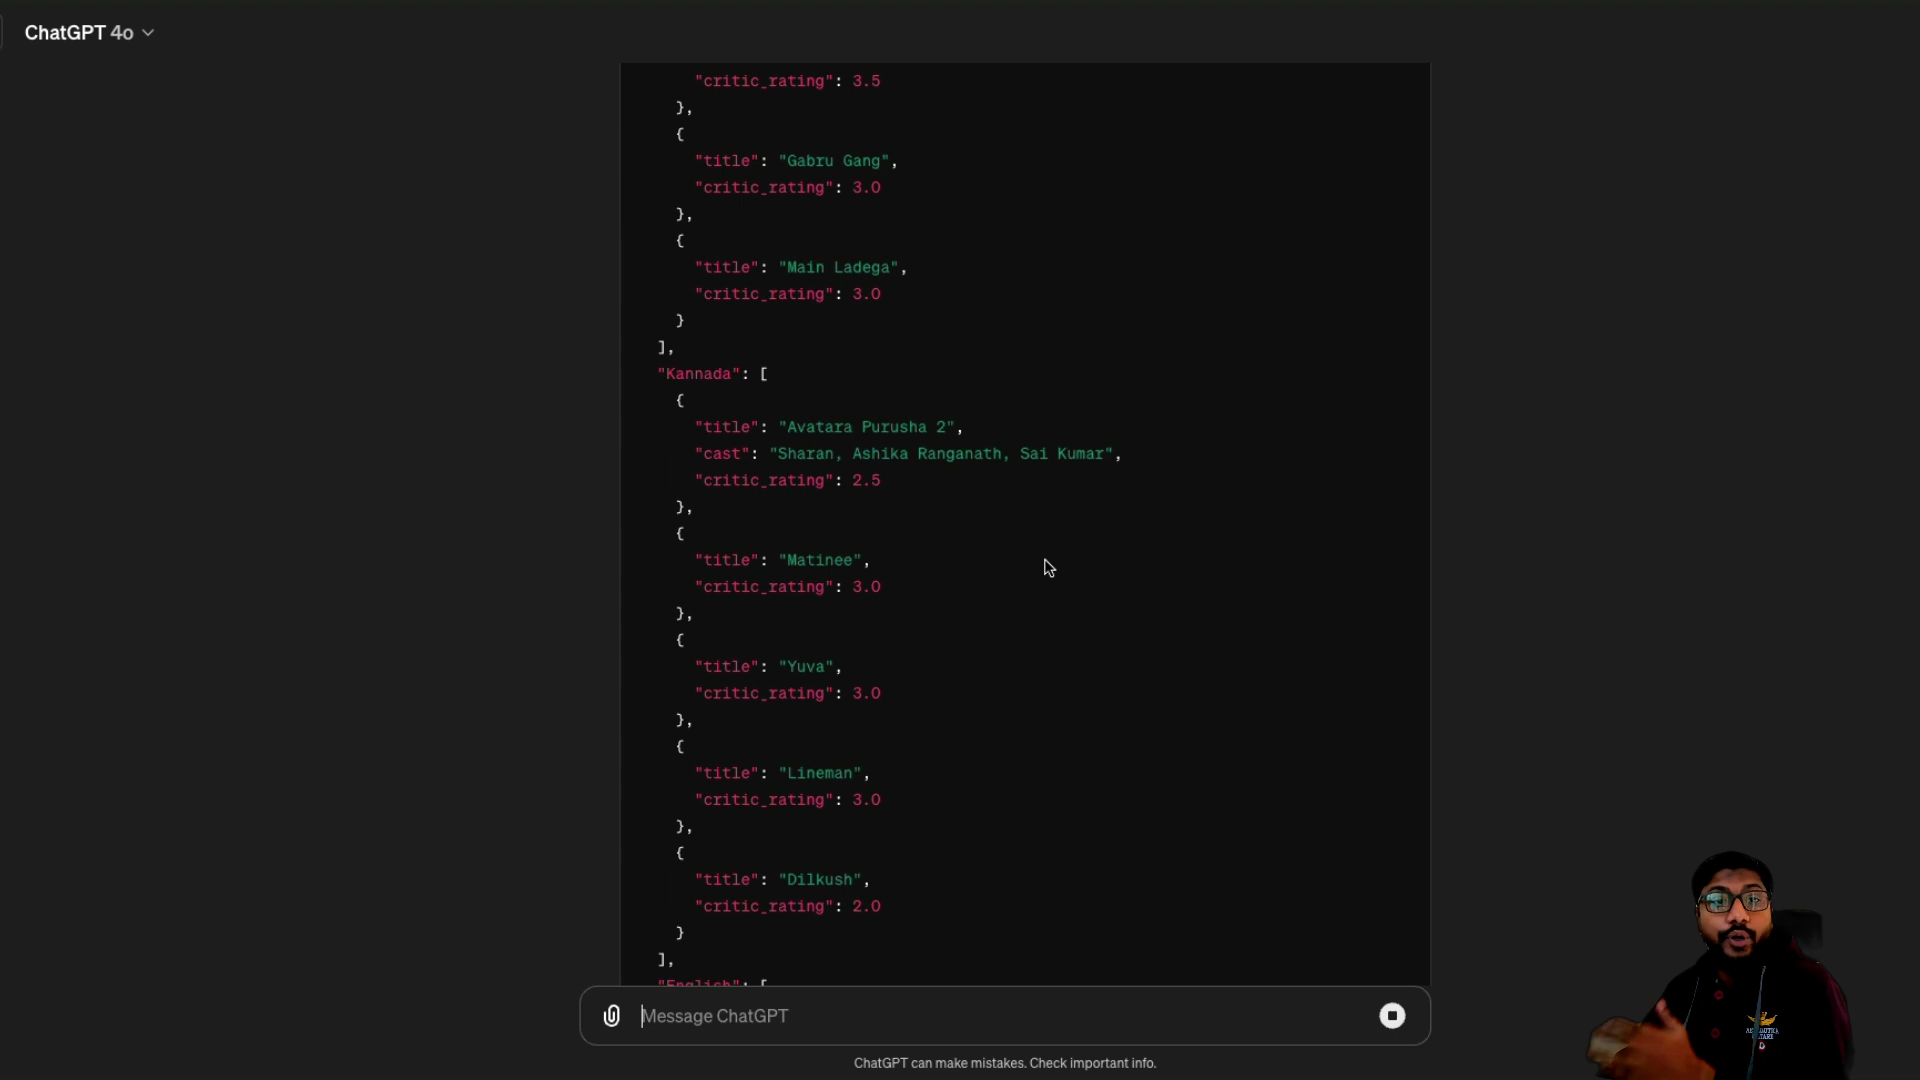 ChatGPT 4o
"critic_rating": 3.5
},
{
"title": "Gabru Gang",
"critic_rating": 3.0
},
{
"title": "Main Ladega",
"critic_rating": 3.0
}
],
"Kannada": [
{
"title": "Avatara Purusha 2",
"cast": "Sharan, Ashika Ranganath, Sai Kumar",
"critic_rating": 2.5
},
{
"title": "Matinee",
"critic_rating": 3.0
},
{
"title": "Yuva",
"critic_rating": 3.0
},
{
"title": "Lineman",
"critic_rating": 3.0
},
{
"title": "Dilkush",
"critic_rating": 2.0
}
],
"English": [
Message ChatGPT
ChatGPT can make mistakes. Check important info.